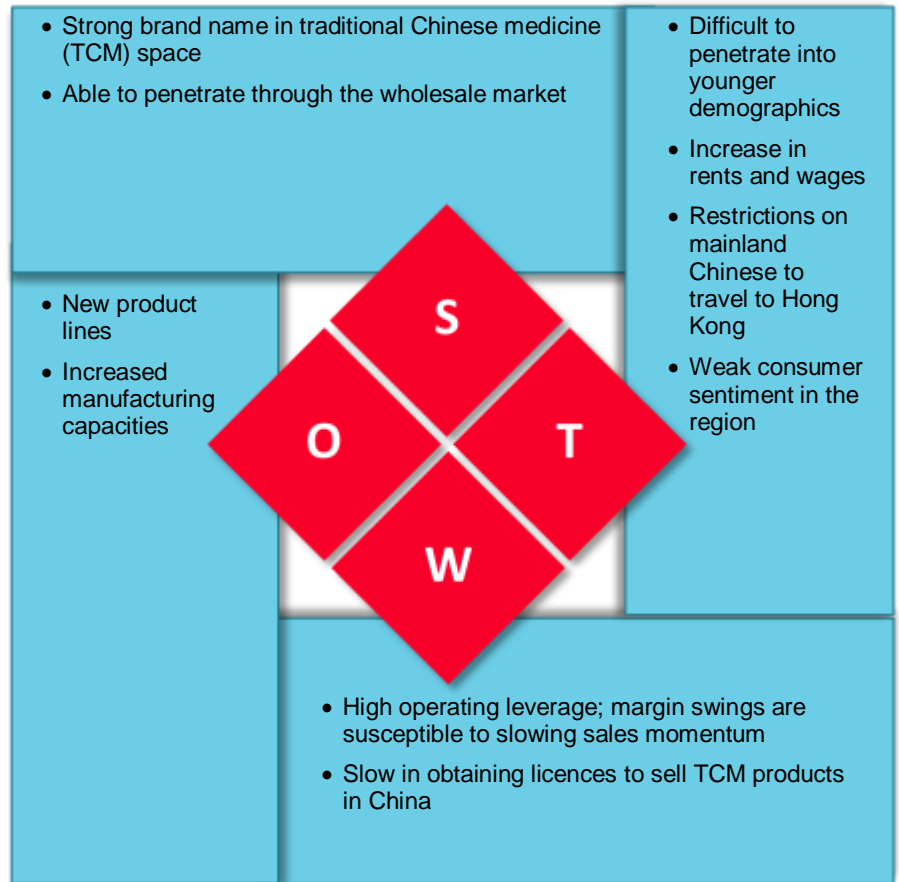 • Strong brand name in traditional Chinese medicine
(TCM) space
• Able to penetrate through the wholesale market
• Difficult to
penetrate into
younger
demographics
• Increase in
rents and wages
• Restrictions on
mainland
Chinese to
travel to Hong
Kong
• Weak consumer
sentiment in the
region
• New product
lines
• Increased
manufacturing
capacities
S
O
T
W
• High operating leverage; margin swings are
susceptible to slowing sales momentum
• Slow in obtaining licences to sell TCM products
in China